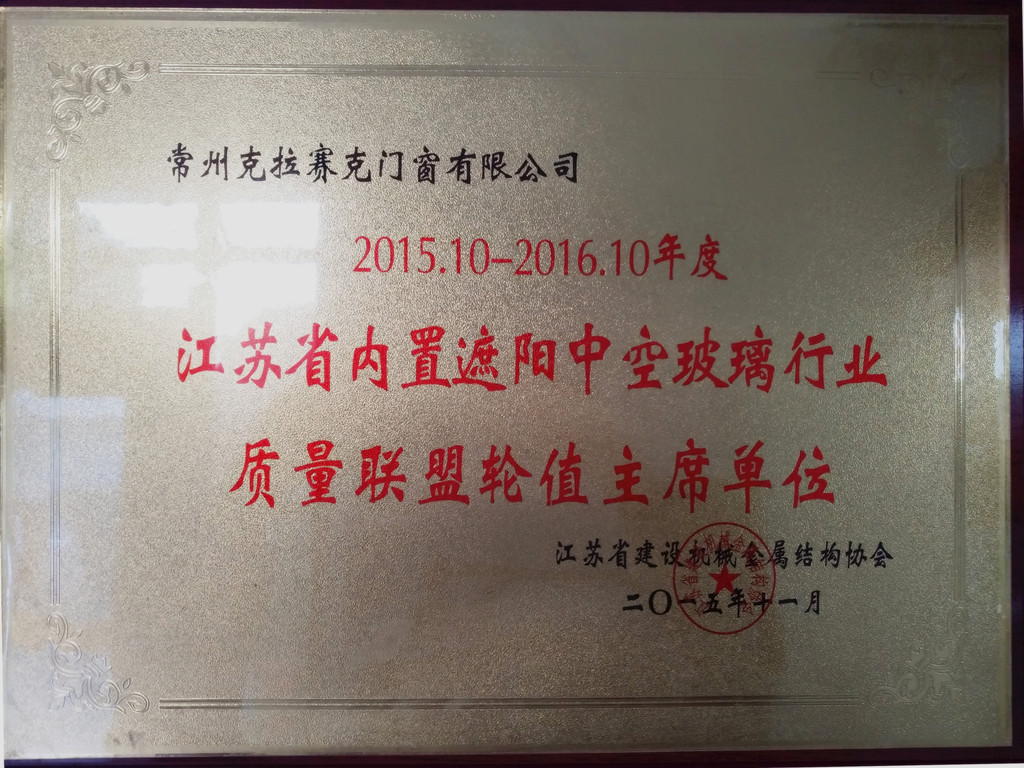 常州克拉赛克门窗有限公司
2015.10-2016.10年度
江苏省内置遮阳中空玻璃行业
质量联盟轮值主席单位
江苏省建设机械金属结构协会
二〇一五年十一月